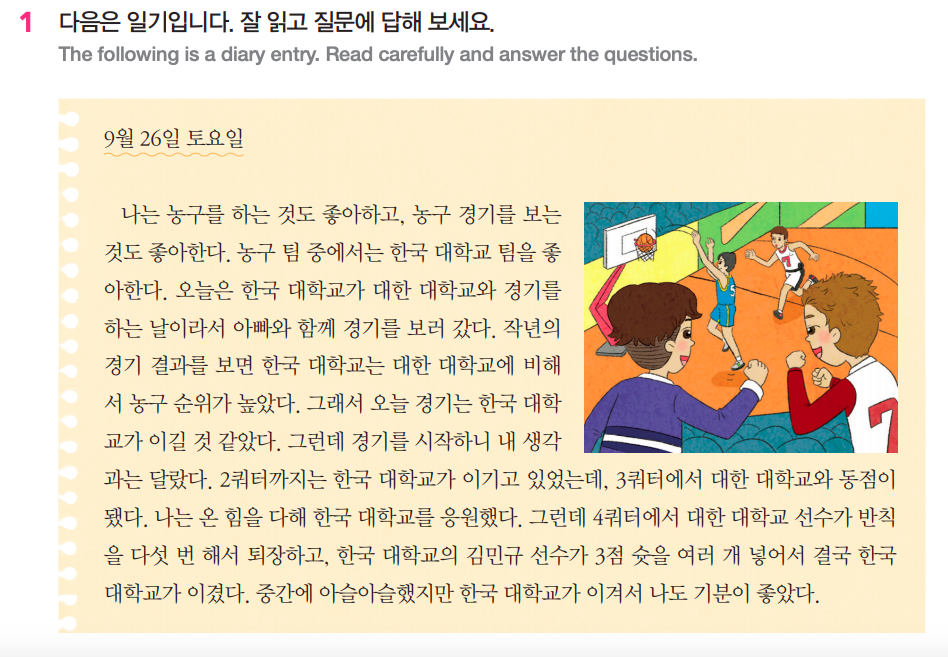 1 다음은 일기입니다. 잘 읽고 질문에 답해 보세요.
The following is a diary entry. Read carefully and answer the questions.
9월 26일 토요일
나는 농구를 하는 것도 좋아하고, 농구 경기를 보는
것도 좋아한다. 농구 팀 중에서는 한국 대학교 팀을 좋
아한다. 오늘은 한국 대학교가 대한 대학교와 경기를
하는 날이라서 아빠와 함께 경기를 보러 갔다. 작년의
경기 결과를 보면 한국 대학교는 대한 대학교에 비해
서 농구 순위가 높았다. 그래서 오늘 경기는 한국 대학
교가 이길 것 같았다. 그런데 경기를 시작하니 내 생각
과는 달랐다. 2쿼터까지는 한국 대학교가 이기고 있었는데, 3쿼터에서 대한 대학교와 동점이
됐다. 나는 온 힘을 다해 한국 대학교를 응원했다. 그런데 4쿼터에서 대한 대학교 선수가 반칙
을 다섯 번 해서 퇴장하고, 한국 대학교의 김민규 선수가 3점 슛을 여러 개 넣어서 결국 한국
대학교가 이겼다. 중간에 아슬아슬했지만 한국 대학교가 이겨서 나도 기분이 좋았다.
7
5
7